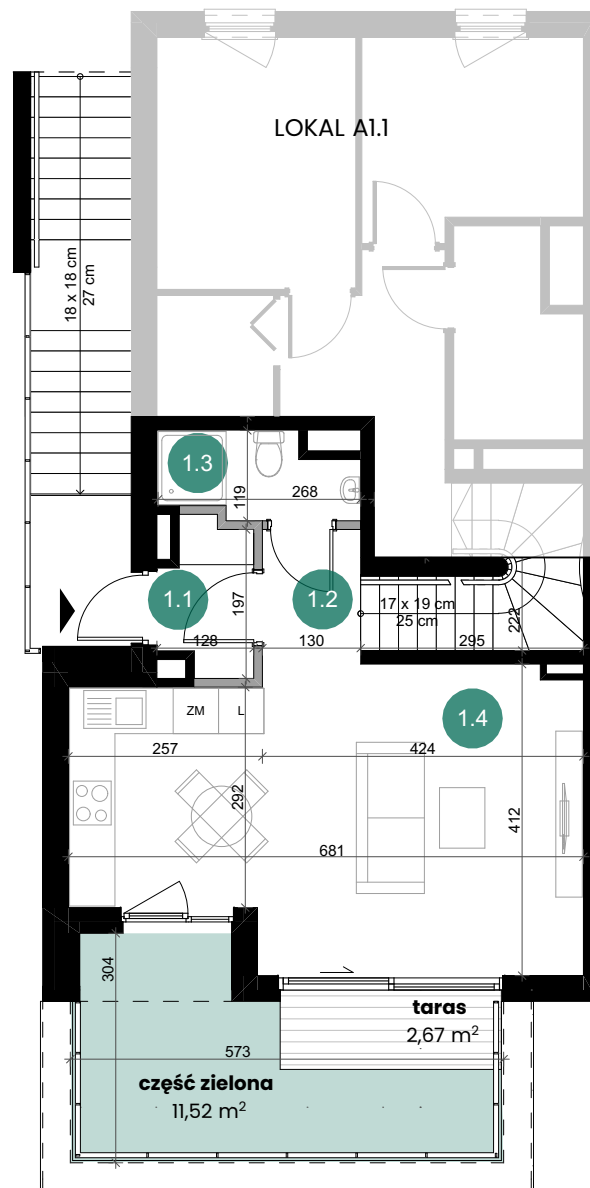 LOKAL A1.1
18 x 18 cm
27 cm
1.3
268
119
1.1
1.2
197
17 x 19 cm
25 cm
222
128
130
295
ZM
L
1.4
257
424
292
412
681
304
taras
2,67 m²
573
część zielona
11,52 m²